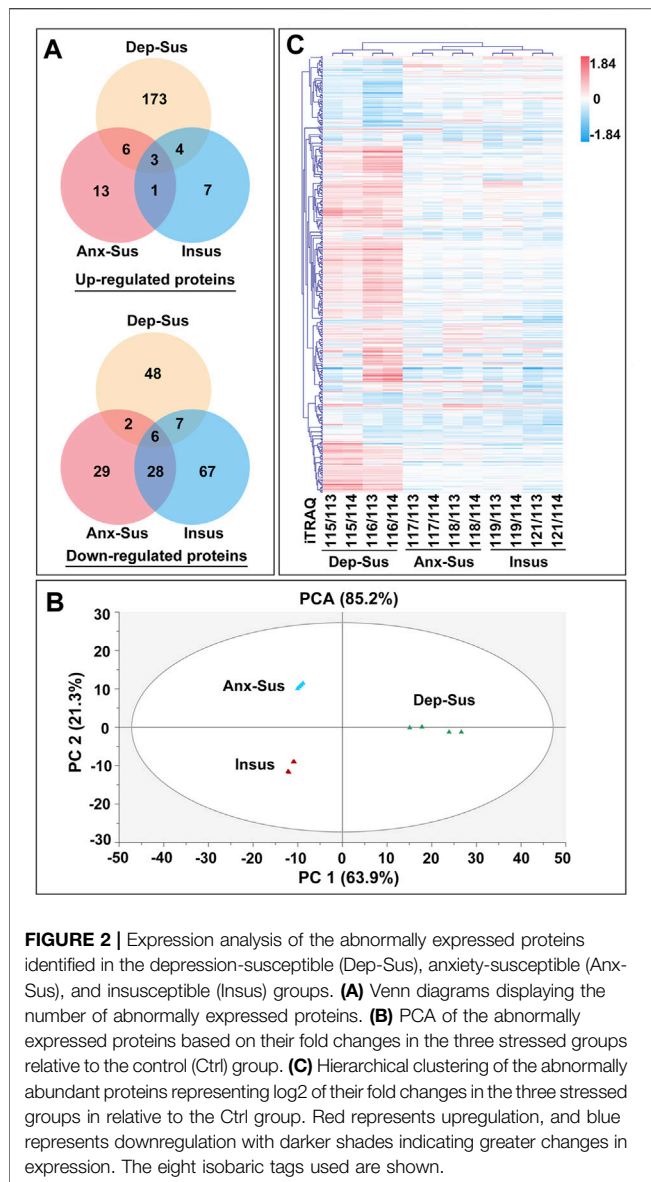 A
Dep-Sus
173
6
4
3
13
1
7
Anx-Sus
Insus
Up-regulated proteins
Dep-Sus
48
2
7
6
29
28
67
Anx-Sus
Insus
Down-regulated proteins
C
1.84
0
-1.84
iTRAQ
115/113
115/114
116/113
116/114
117/113
117/114
118/113
118/114
119/113
119/114
121/113
121/114
Dep-Sus
Anx-Sus
Insus
B
PCA (85.2%)
PC 2 (21.3%)
30
20
10
0
-10
-20
-30
Anx-Sus
Dep-Sus
Insus
-50
-40
-30
-20
-10
0
10
20
30
40
50
PC 1 (63.9%)
FIGURE 2 | Expression analysis of the abnormally expressed proteins
identified in the depression-susceptible (Dep-Sus), anxiety-susceptible (Anx-
Sus), and insusceptible (Insus) groups. (A) Venn diagrams displaying the
number of abnormally expressed proteins. (B) PCA of the abnormally
expressed proteins based on their fold changes in the three stressed groups
relative to the control (Ctrl) group. (C) Hierarchical clustering of the abnormally
abundant proteins representing log2 of their fold changes in the three stressed
groups in relative to the Ctrl group. Red represents upregulation, and blue
represents downregulation with darker shades indicating greater changes in
expression. The eight isobaric tags used are shown.